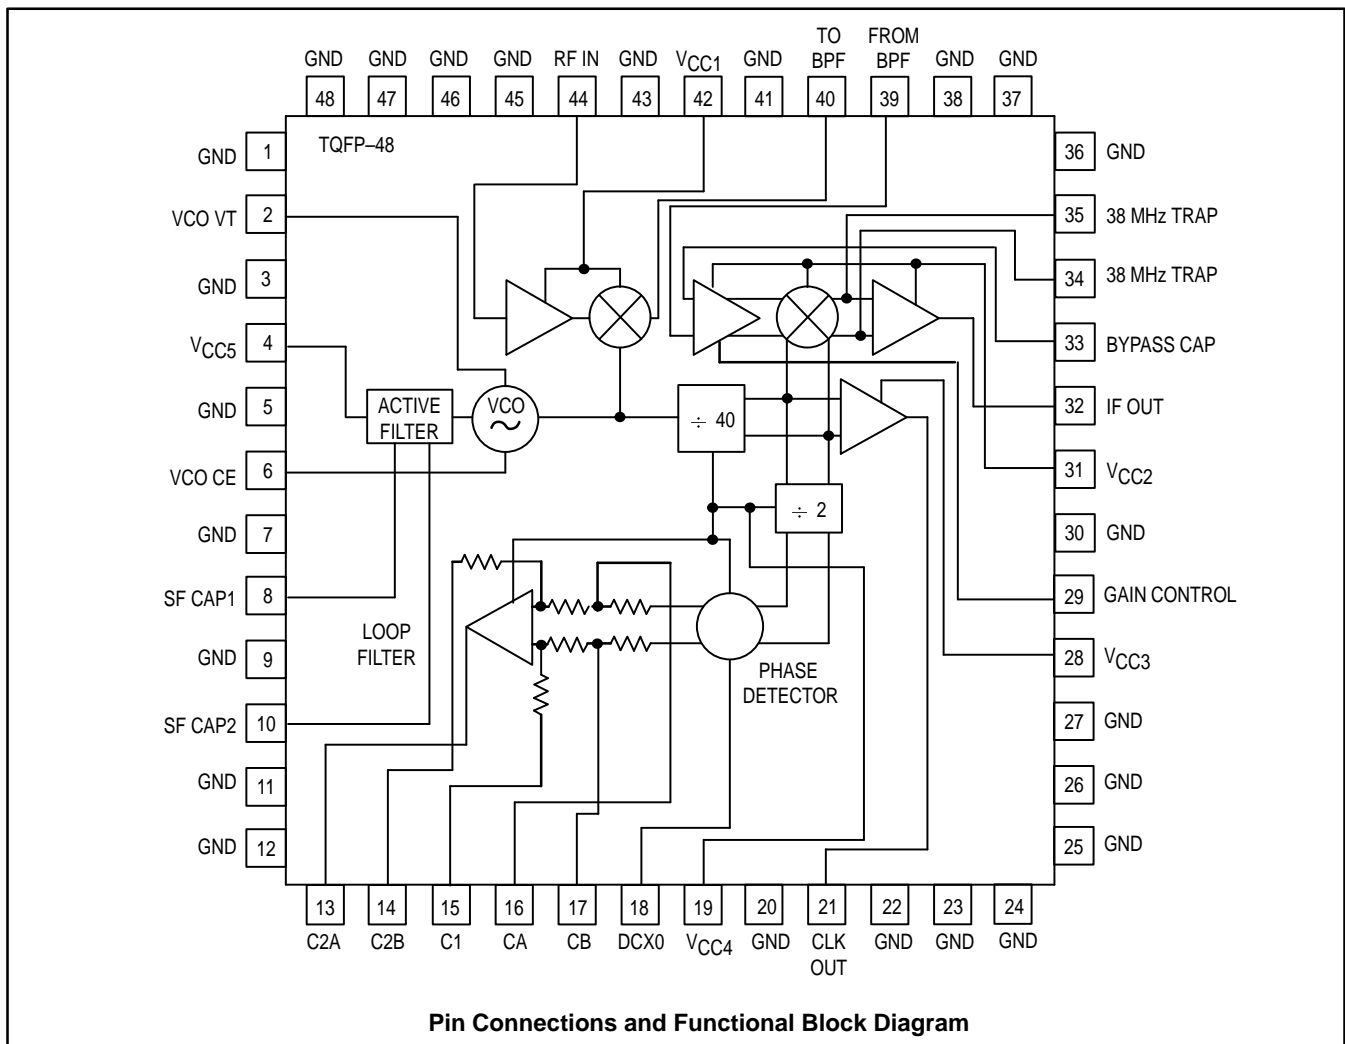 TO FROM
GND GND GND GND RF IN GND VCC1 GND BPF BPF GND GND
48 47 46 45 44 43 42 41 40 39 38 37
TQFP–48
GND 1
36 GND
VCO VT 2
35 38 MHz TRAP
GND 3
34 38 MHz TRAP
VCC5 4
33 BYPASS CAP
GND 5
ACTIVE
FILTER
VCO
÷ 40
32 IF OUT
VCO CE 6
31 VCC2
GND 7
÷ 2
30 GND
SF CAP1 8
29 GAIN CONTROL
LOOP
FILTER
GND 9
PHASE
DETECTOR
28 VCC3
SF CAP2 10
27 GND
GND 11
26 GND
GND 12
25 GND
13 14 15 16 17 18 19 20 21 22 23 24
C2A C2B C1 CA CB DCX0 VCC4 GND CLK GND GND GND
OUT
Pin Connections and Functional Block Diagram